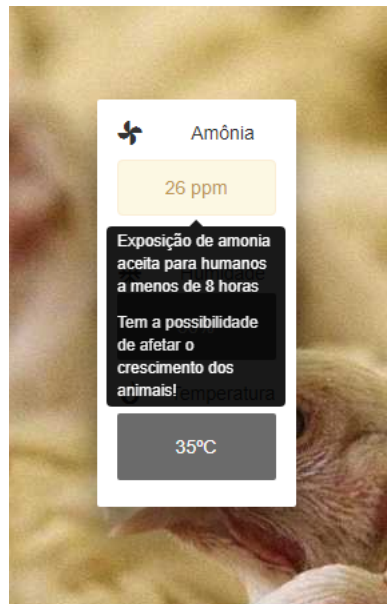 Amônia
26 ppm
Exposição de amonia
aceita para humanos
a menos de 8 horas
Tem a possibilidade
de afetar o
crescimento dos
animais!
Temperatura
35ºC